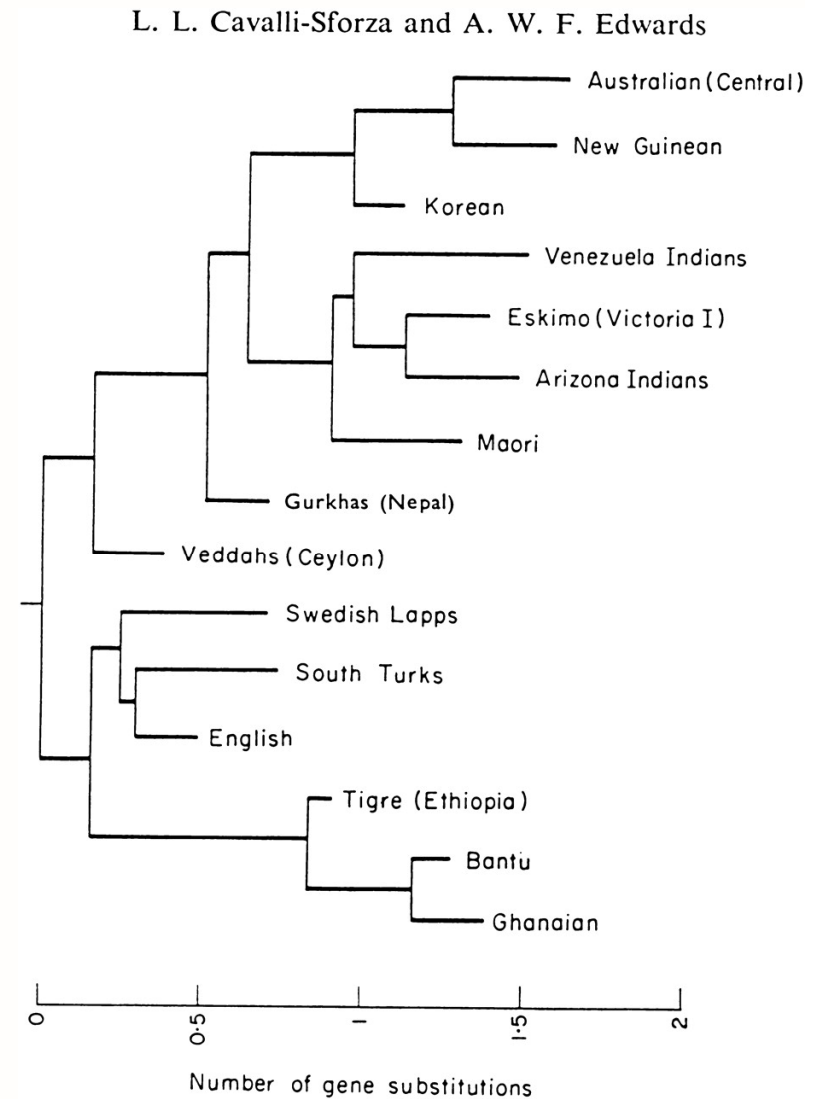 L. L. Cavalli-Sforza and A. W. F. Edwards
Australian (Central)
New Guinean
Korean
Venezuela Indians
Eskimo (Victoria I)
Arizona Indians
Maori
Gurkhas (Nepal)
Veddahs (Ceylon)
Swedish Lapps
South Turks
English
Tigre (Ethiopia)
Bantu
Ghanaian
0 0·5 1 1·5 2
Number of gene substitutions